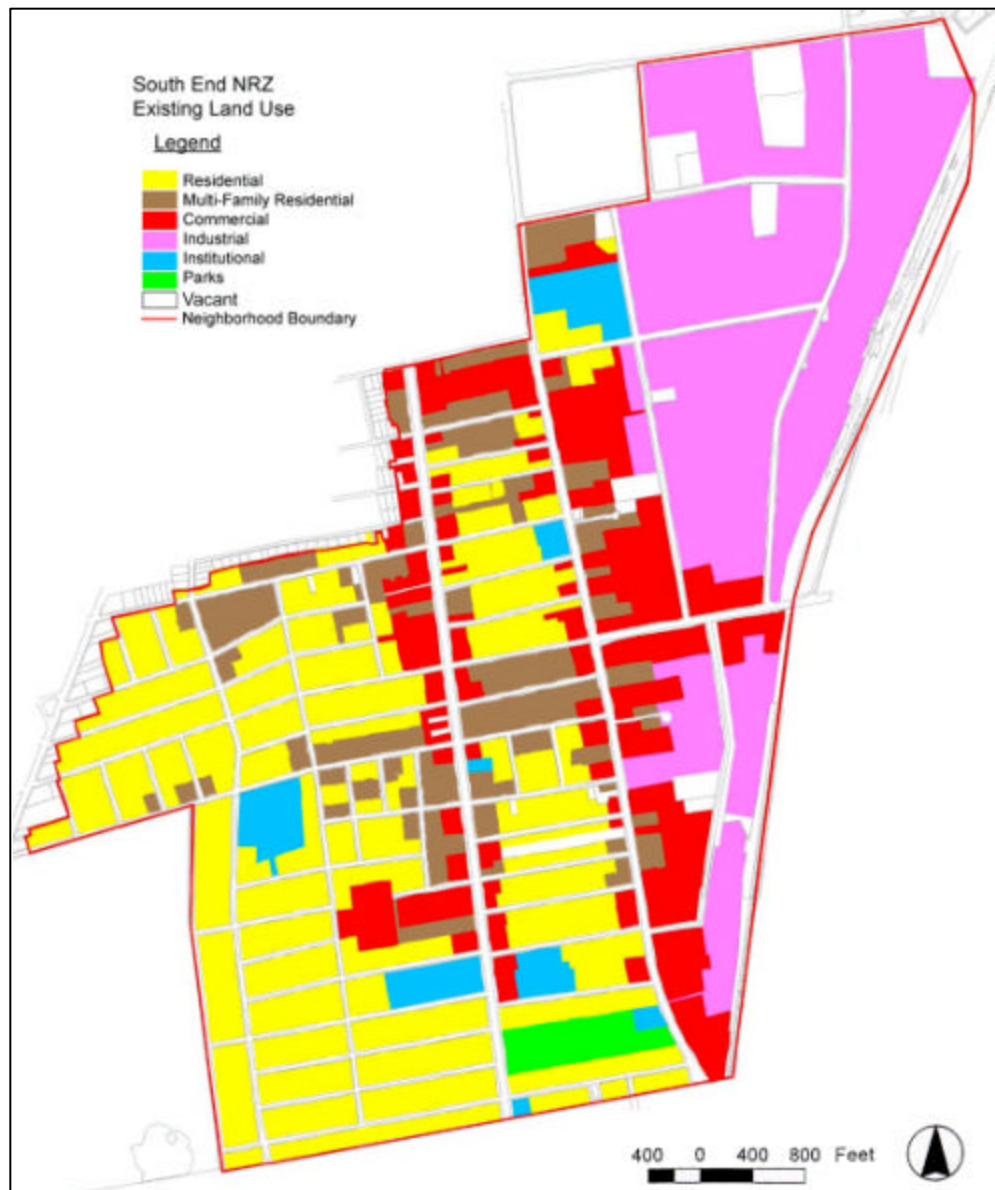 South End NRZ
Existing Land Use
Legend
Residential
Multi-Family Residential
Commercial
Industrial
Institutional
Parks
Vacant
Neighborhood Boundary
400 0 400 800 Feet